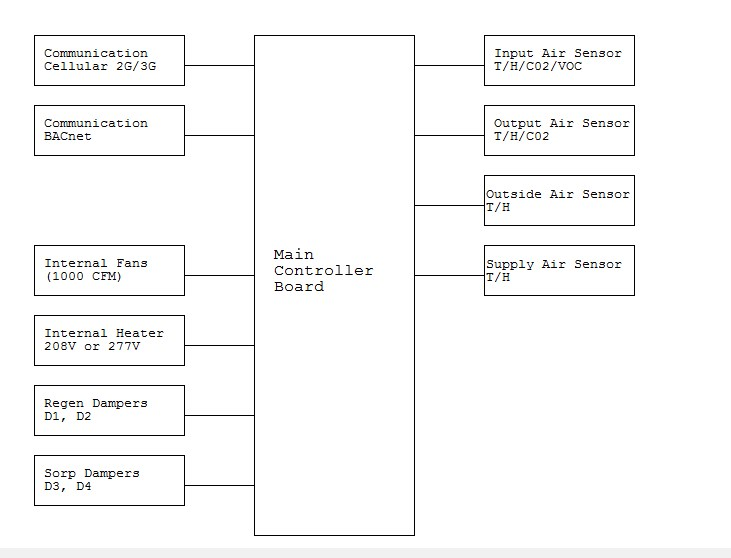 Communication
Cellular 2G/3G
Communication
BACnet
Internal Fans
(1000 CFM)
Internal Heater
208V or 277V
Regen Dampers
D1, D2
Sorp Dampers
D3, D4
Main
Controller
Board
Input Air Sensor
T/H/C02/VOC
Output Air Sensor
T/H/C02
Outside Air Sensor
T/H
Supply Air Sensor
T/H